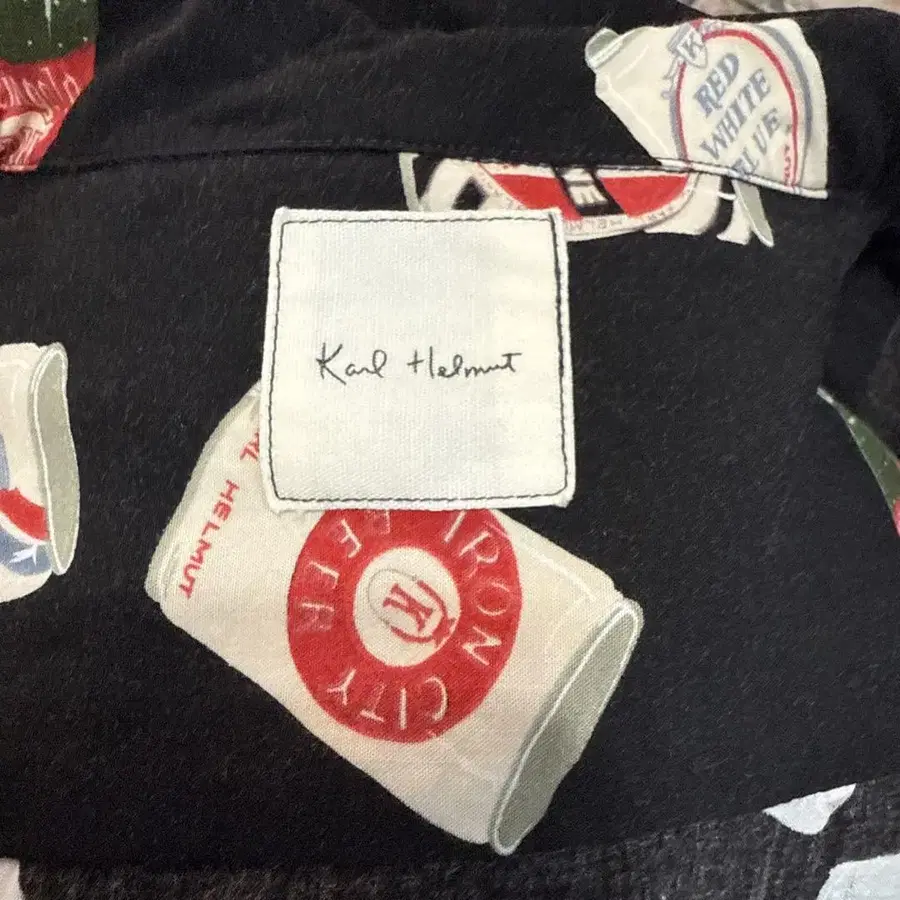 RED
WHITE
BLUE
Karl Helmut
HELMUT
IRON CITY
BEER
K